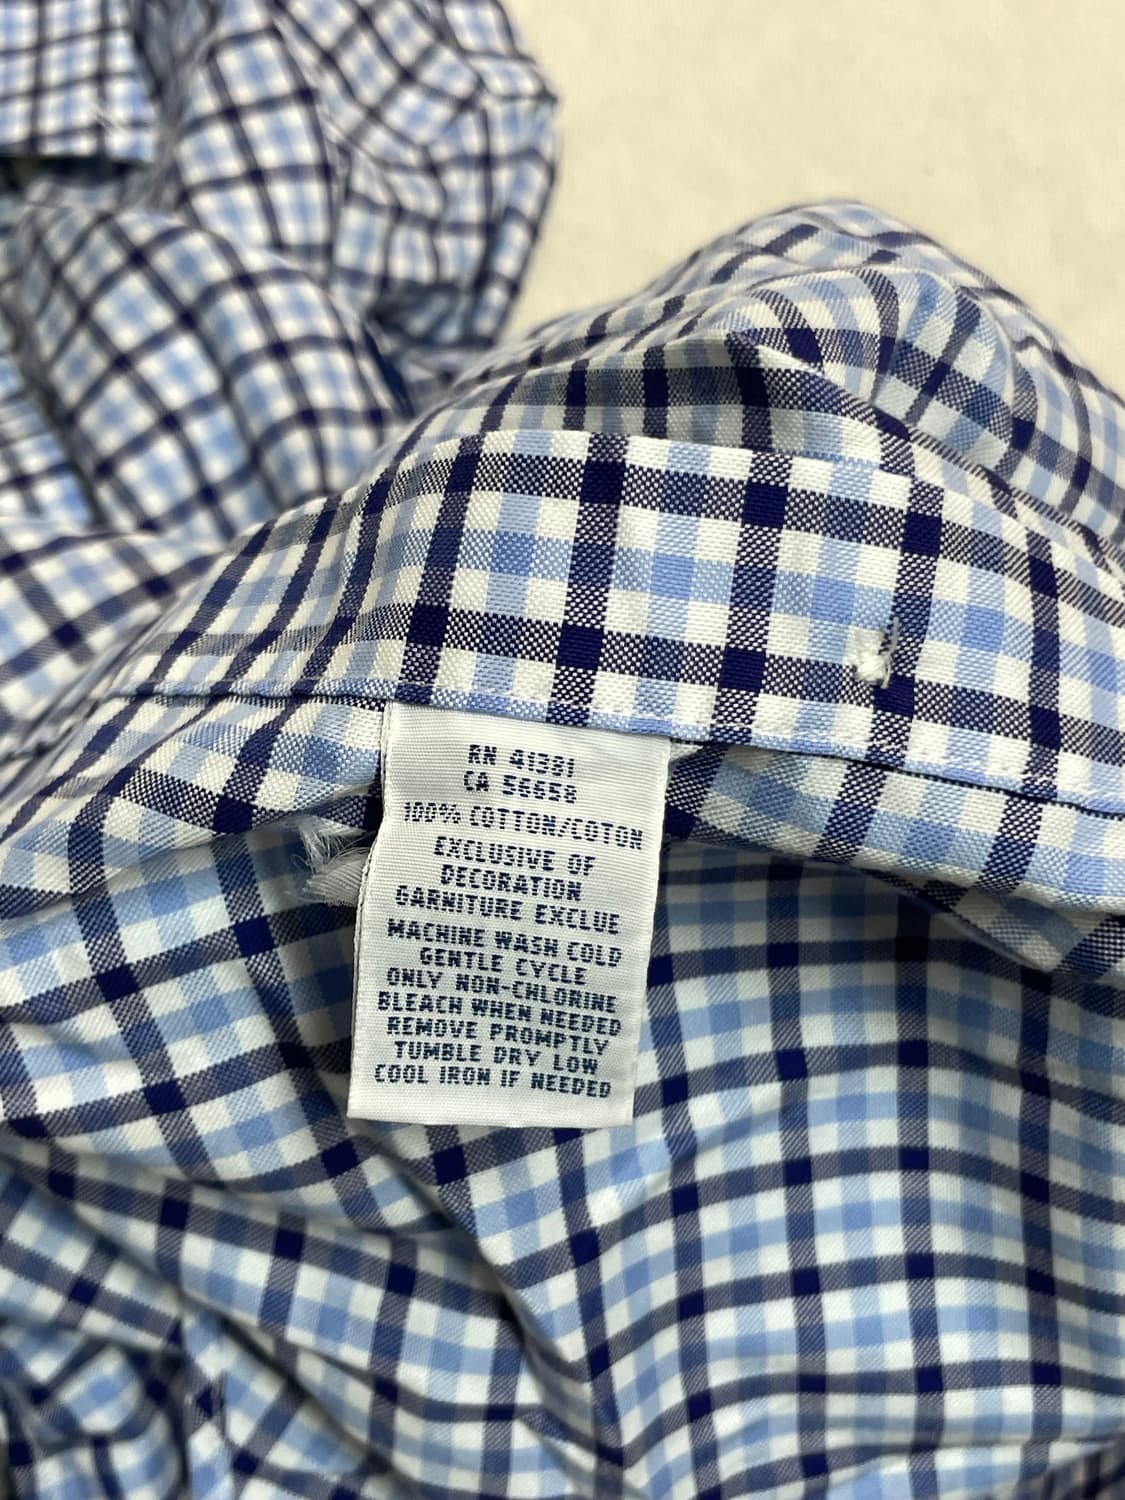 RN 41381
CA 56658
100% COTTON/COTON
EXCLUSIVE OF
DECORATION
GARNITURE EXCLUE
MACHINE WASH COLD
GENTLE CYCLE
ONLY NON-CHLORINE
BLEACH WHEN NEEDED
REMOVE PROMPTLY
TUMBLE DRY LOW
COOL IRON IF NEEDED